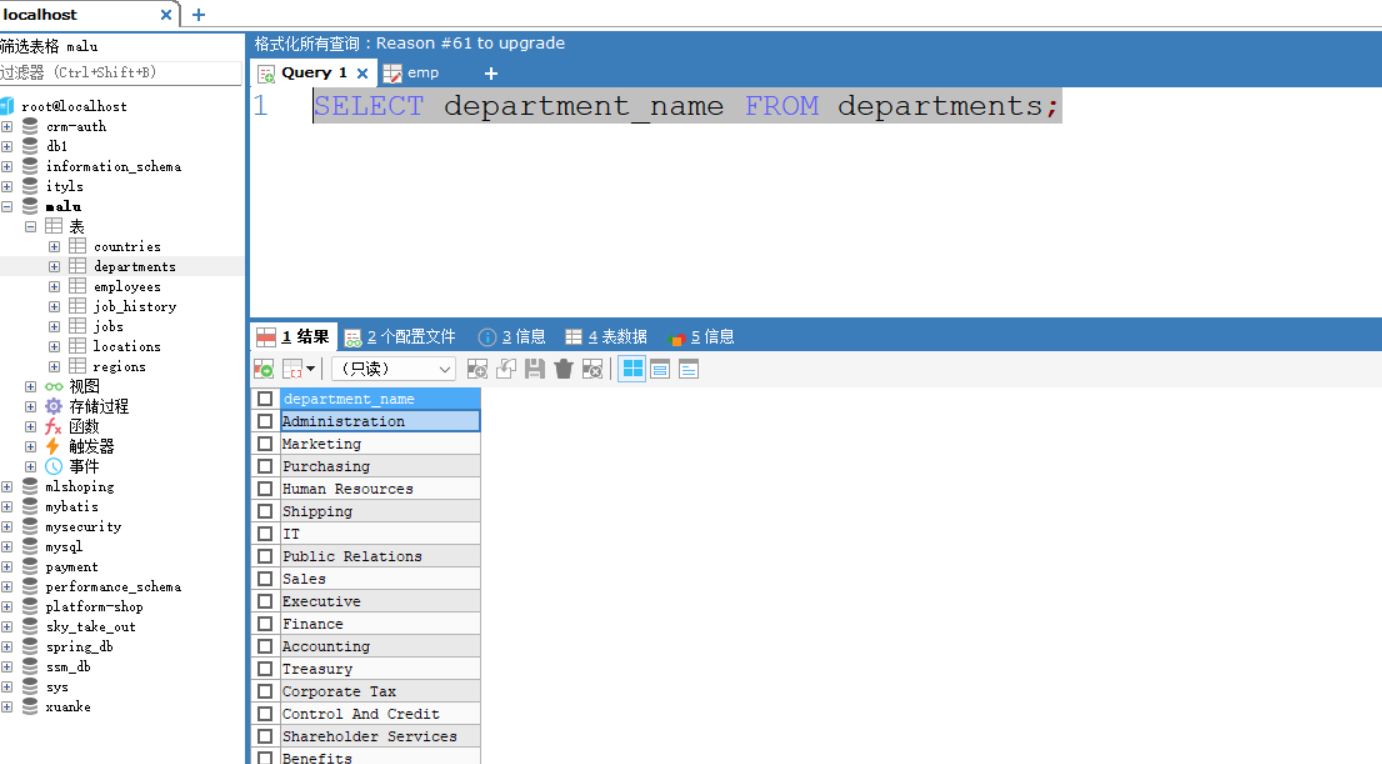 localhost
筛选表格 malu
过滤器 (Ctrl+Shift+B)
root@localhost
crm-auth
db1
information_schema
ityls
malu
表
countries
departments
employees
job_history
jobs
locations
regions
视图
存储过程
函数
触发器
事件
mlshoping
mybatis
mysecurity
mysql
payment
performance_schema
platform-shop
sky_take_out
spring_db
ssm_db
sys
xuanke
格式化所有查询：Reason #61 to upgrade
Query 1
emp
1 SELECT department_name FROM departments;
1 结果 2 个配置文件 3 信息 4 表数据 5 信息
（只读）
department_name
Administration
Marketing
Purchasing
Human Resources
Shipping
IT
Public Relations
Sales
Executive
Finance
Accounting
Treasury
Corporate Tax
Control And Credit
Shareholder Services
Benefits